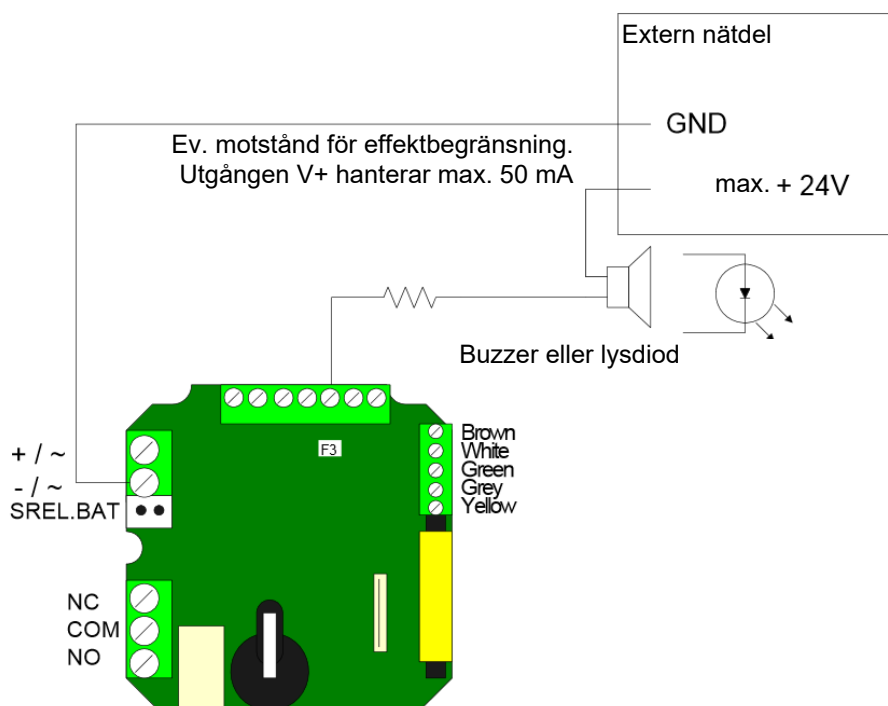 Extern nätdel
GND
Ev. motstånd för effektbegränsning.
Utgången V+ hanterar max. 50 mA
max. + 24V
Buzzer eller lysdiod
+ / ~
- / ~
SREL.BAT
F3
Brown
White
Green
Grey
Yellow
NC
COM
NO